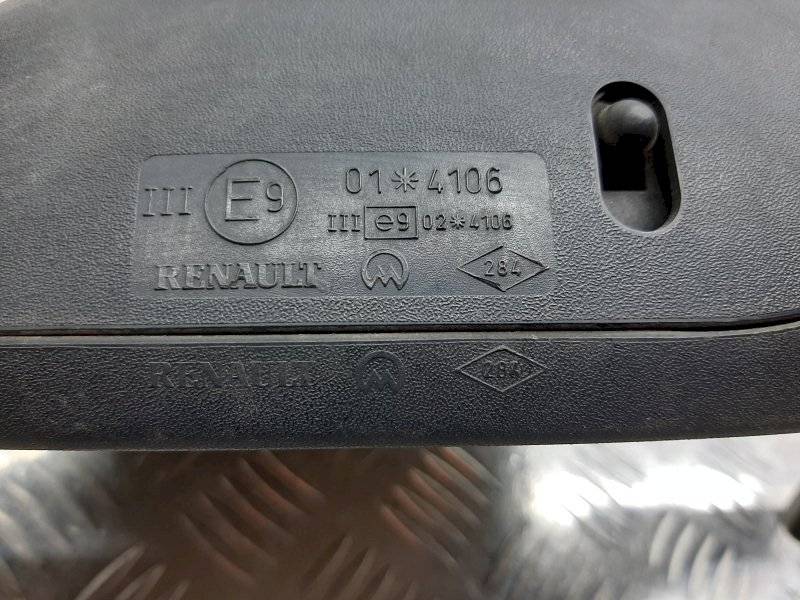 III E9 01*4106
III e9 02*4106
RENAULT 284
RENAULT 284